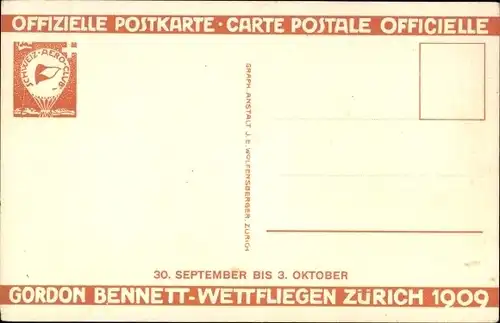 OFFIZIELLE POSTKARTE · CARTE POSTALE OFFICIELLE
SCHWEIZ · AERO-CLUB
GRAPH. ANSTALT J. E. WOLFENSBERGER, ZÜRICH
30. SEPTEMBER BIS 3. OKTOBER
GORDON BENNETT-WETTFLIEGEN ZÜRICH 1909